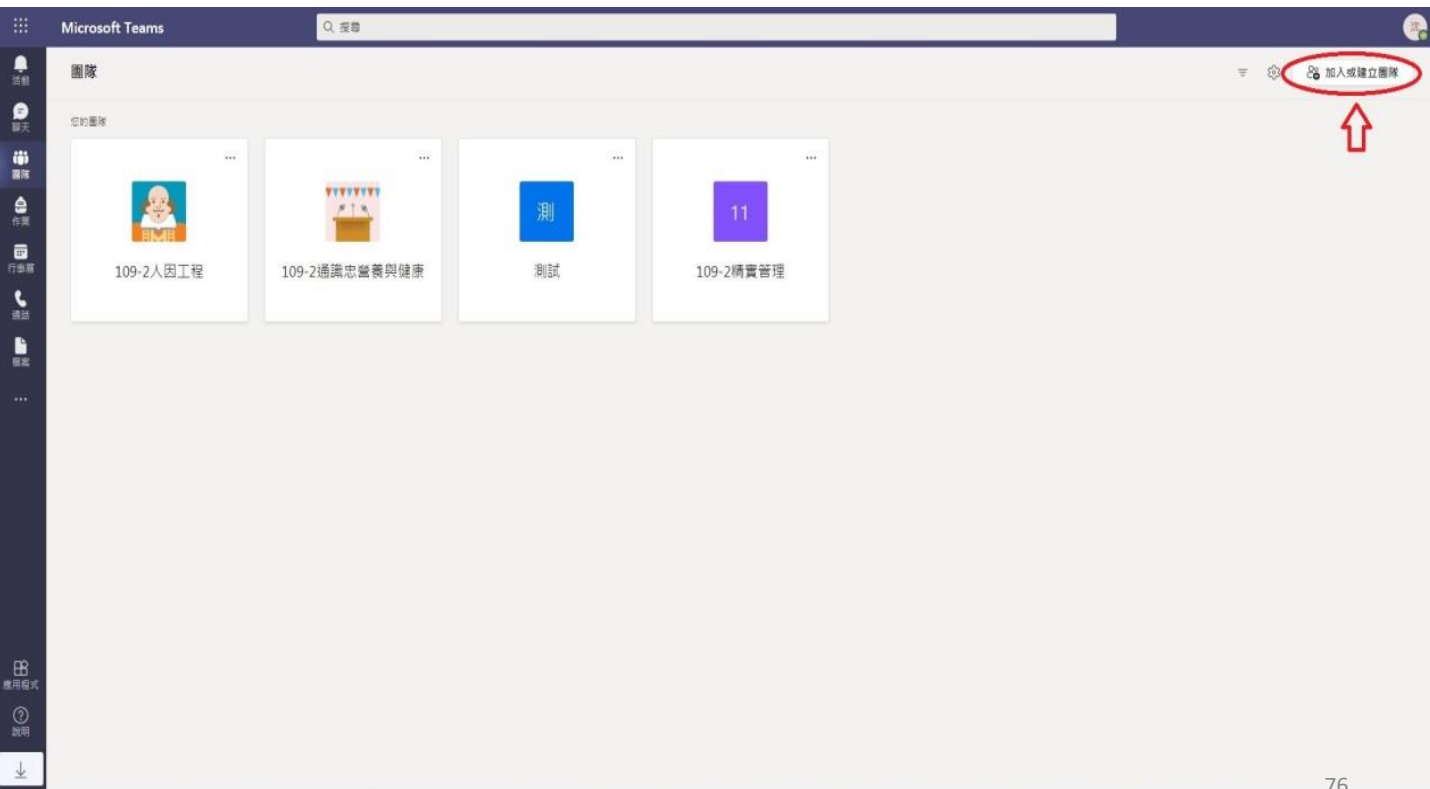 Microsoft Teams
搜尋
活動
聊天
團隊
作業
行事曆
通話
檔案
...
應用程式
說明
團隊
加入或建立團隊
您的團隊
109-2人因工程
109-2通識忠營養與健康
測
測試
11
109-2精實管理
76